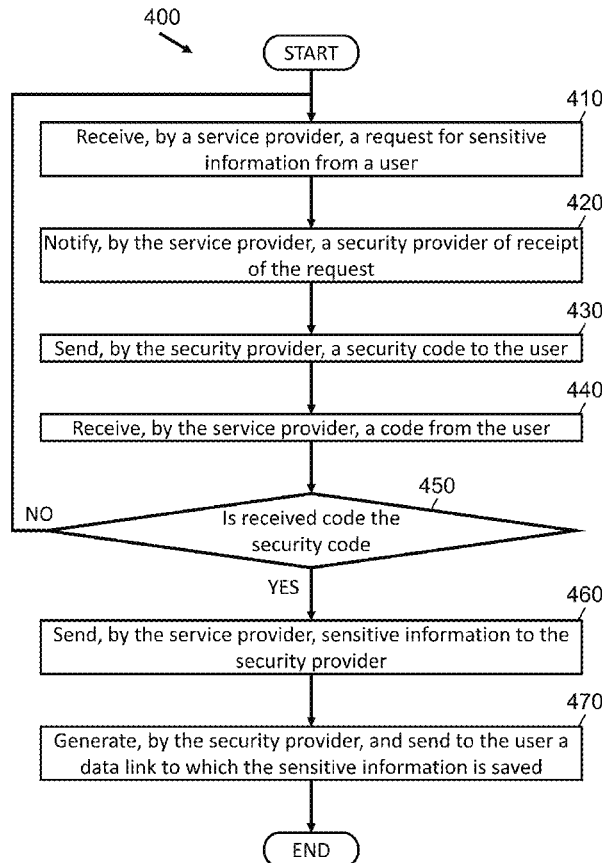 400
START
410
Receive, by a service provider, a request for sensitive
information from a user
420
Notify, by the service provider, a security provider of receipt
of the request
430
Send, by the security provider, a security code to the user
440
Receive, by the service provider, a code from the user
450
Is received code the
security code
NO
YES
460
Send, by the service provider, sensitive information to the
security provider
470
Generate, by the security provider, and send to the user a
data link to which the sensitive information is saved
END